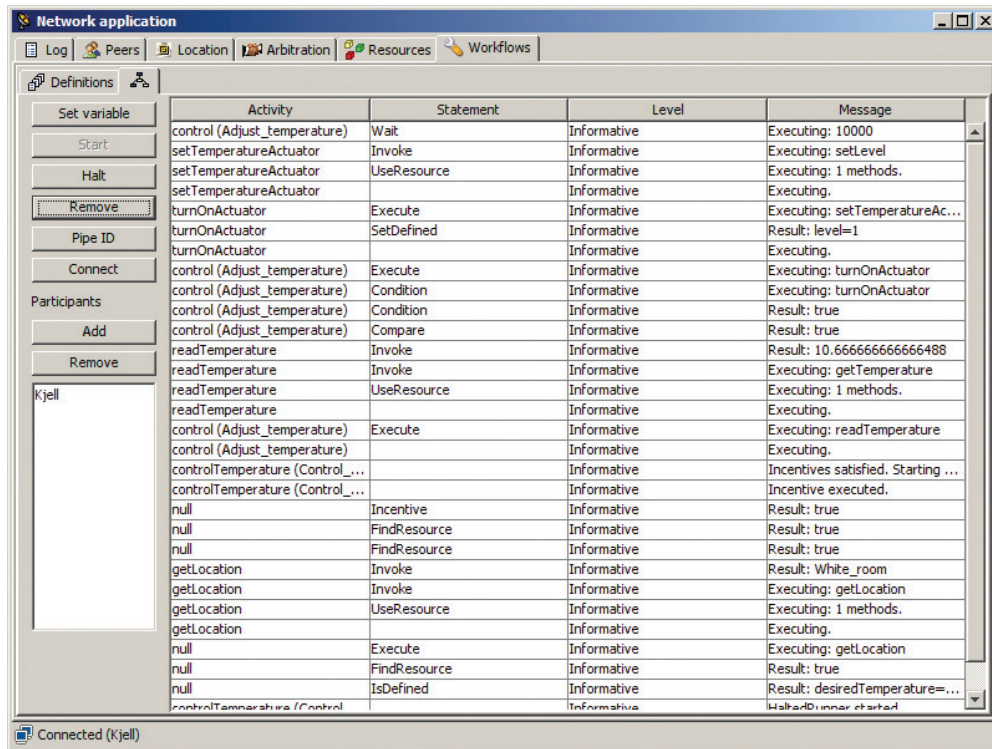 Network application
Log Peers Location Arbitration Resources Workflows
Definitions
Set variable
Start
Halt
Remove
Pipe ID
Connect
Participants
Add
Remove
Kjell
Activity Statement Level Message
control (Adjust_temperature) Wait Informative Executing: 10000
setTemperatureActuator Invoke Informative Executing: setLevel
setTemperatureActuator UseResource Informative Executing: 1 methods.
setTemperatureActuator Informative Executing.
turnOnActuator Execute Informative Executing: setTemperatureAc...
turnOnActuator SetDefined Informative Result: level=1
turnOnActuator Informative Executing.
control (Adjust_temperature) Execute Informative Executing: turnOnActuator
control (Adjust_temperature) Condition Informative Executing: turnOnActuator
control (Adjust_temperature) Condition Informative Result: true
control (Adjust_temperature) Compare Informative Result: true
readTemperature Invoke Informative Result: 10.666666666666488
readTemperature Invoke Informative Executing: getTemperature
readTemperature UseResource Informative Executing: 1 methods.
readTemperature Informative Executing.
control (Adjust_temperature) Execute Informative Executing: readTemperature
control (Adjust_temperature) Informative Executing.
controlTemperature (Control_... Informative Incentives satisfied. Starting ...
controlTemperature (Control_... Informative Incentive executed.
null Incentive Informative Result: true
null FindResource Informative Result: true
null FindResource Informative Result: true
getLocation Invoke Informative Result: White_room
getLocation Invoke Informative Executing: getLocation
getLocation UseResource Informative Executing: 1 methods.
getLocation Informative Executing.
null Execute Informative Executing: getLocation
null FindResource Informative Result: true
null IsDefined Informative Result: desiredTemperature=...
controlTemperature (Control Informative HaltedRunner started
Connected (Kjell)